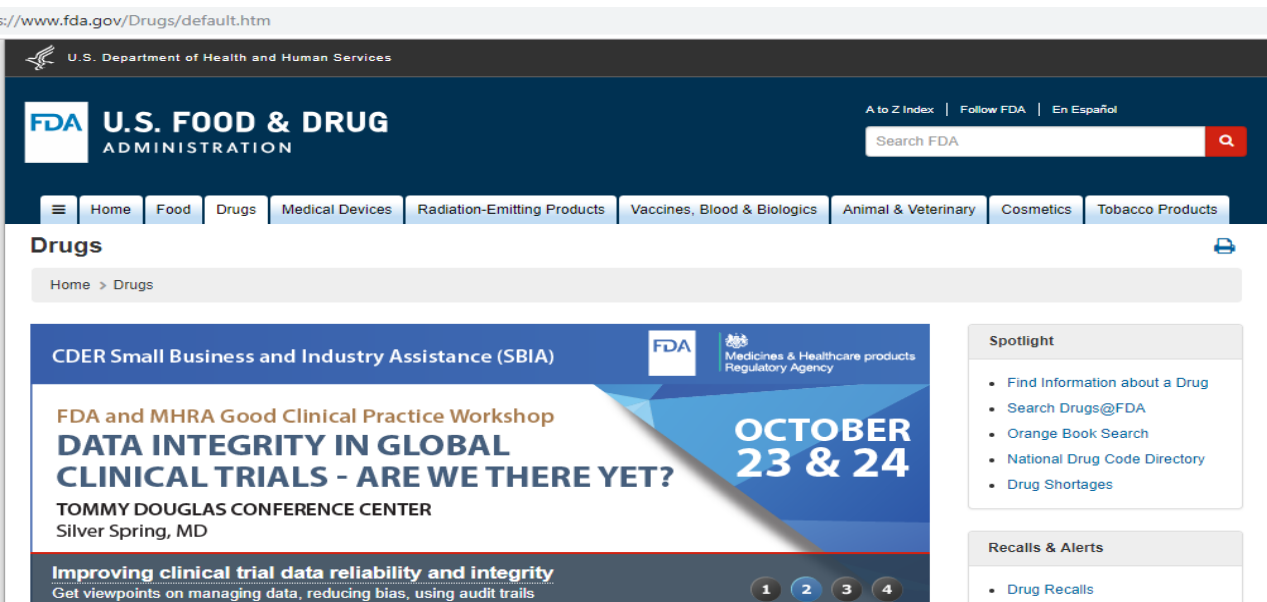 s://www.fda.gov/Drugs/default.htm
U.S. Department of Health and Human Services
FDA U.S. FOOD & DRUG
ADMINISTRATION
A to Z Index | Follow FDA | En Español
Search FDA
Home Food Drugs Medical Devices Radiation-Emitting Products Vaccines, Blood & Biologics Animal & Veterinary Cosmetics Tobacco Products
Drugs
Home > Drugs
CDER Small Business and Industry Assistance (SBIA)
FDA
Medicines & Healthcare products
Regulatory Agency
FDA and MHRA Good Clinical Practice Workshop
DATA INTEGRITY IN GLOBAL
CLINICAL TRIALS - ARE WE THERE YET?
TOMMY DOUGLAS CONFERENCE CENTER
Silver Spring, MD
OCTOBER
23 & 24
Improving clinical trial data reliability and integrity
Get viewpoints on managing data, reducing bias, using audit trails
1 2 3 4
Spotlight
• Find Information about a Drug
• Search Drugs@FDA
• Orange Book Search
• National Drug Code Directory
• Drug Shortages
Recalls & Alerts
• Drug Recalls